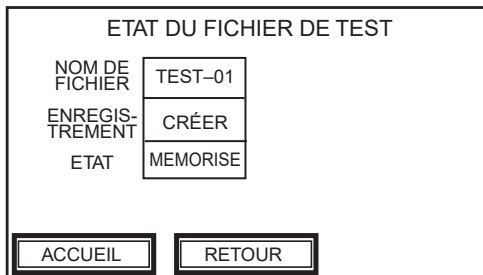 ETAT DU FICHIER DE TEST
NOM DE
FICHIER
TEST–01
ENREGIS-
TREMENT
CRÉER
ETAT
MEMORISE
ACCUEIL
RETOUR